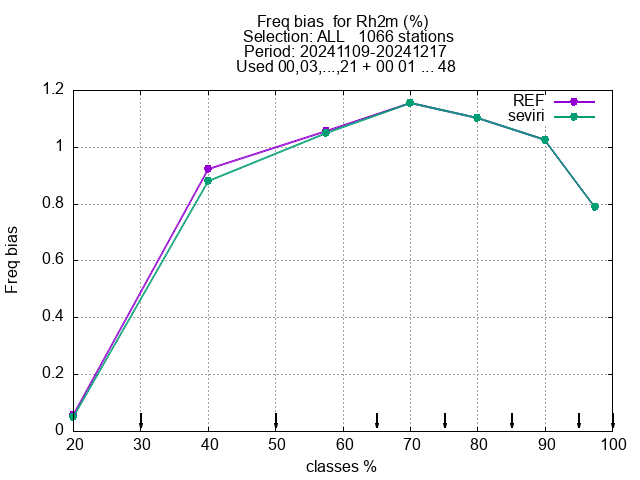 Freq bias  for Rh2m (%)
Selection: ALL   1066 stations
Period: 20241109-20241217
Used 00,03,...,21 + 00 01 ... 48
REF
seviri
1.2
1
0.8
0.6
0.4
0.2
0
Freq bias
20 30 40 50 60 70 80 90 100
classes %